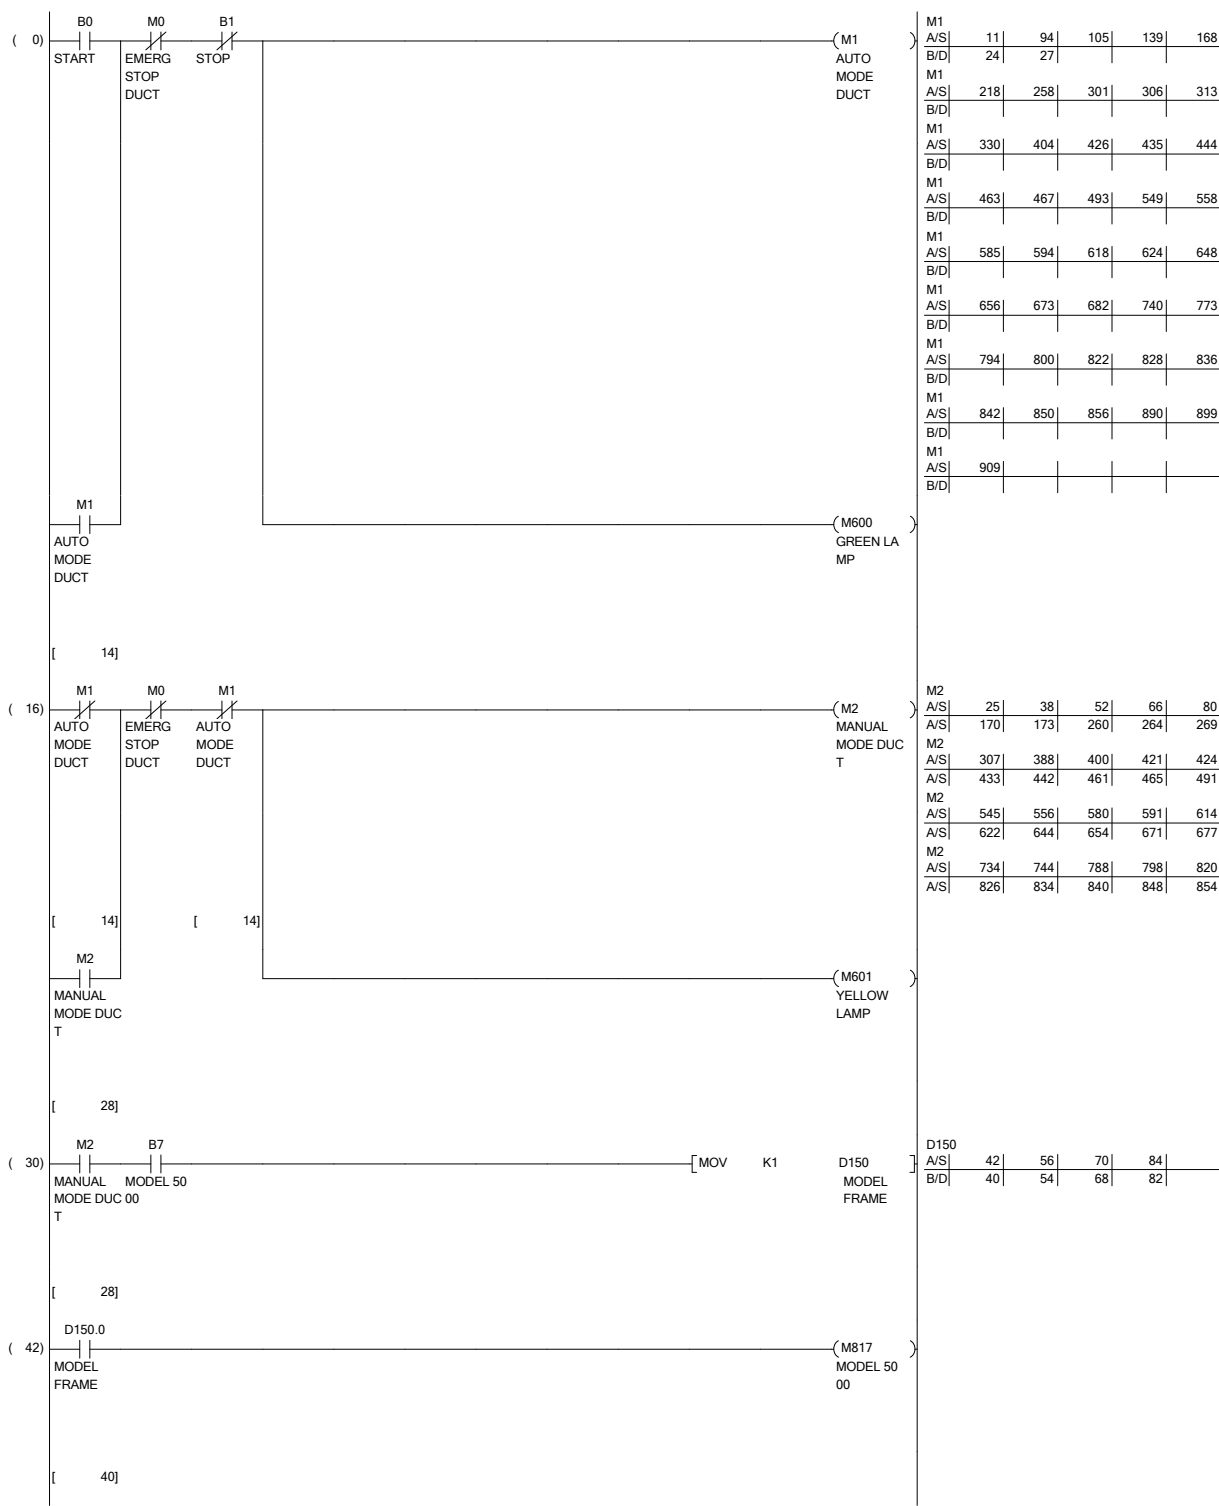 B0 M0 B1 M1
( 0) (M1 ) A/S 11 94 105 139 168
START EMERG STOP AUTO B/D 24 27
STOP MODE M1
DUCT DUCT A/S 218 258 301 306 313
B/D
M1
A/S 330 404 426 435 444
B/D
M1
A/S 463 467 493 549 558
B/D
M1
A/S 585 594 618 624 648
B/D
M1
A/S 656 673 682 740 773
B/D
M1
A/S 794 800 822 828 836
B/D
M1
A/S 842 850 856 890 899
B/D
M1
A/S 909
B/D
M1
(M600 )
AUTO GREEN LA
MODE MP
DUCT
[ 14]
M1 M0 M1 M2
( 16) (M2 ) A/S 25 38 52 66 80
AUTO EMERG AUTO MANUAL A/S 170 173 260 264 269
MODE STOP MODE MODE DUC M2
DUCT DUCT DUCT T A/S 307 388 400 421 424
A/S 433 442 461 465 491
M2
A/S 545 556 580 591 614
A/S 622 644 654 671 677
M2
A/S 734 744 788 798 820
A/S 826 834 840 848 854
[ 14] [ 14]
M2
(M601 )
MANUAL YELLOW
MODE DUC LAMP
T
[ 28]
M2 B7 D150
( 30) [MOV K1 D150 ] A/S 42 56 70 84
MANUAL MODEL 50 MODEL B/D 40 54 68 82
MODE DUC 00 FRAME
T
[ 28]
D150.0
( 42) (M817 )
MODEL MODEL 50
FRAME 00
[ 40]